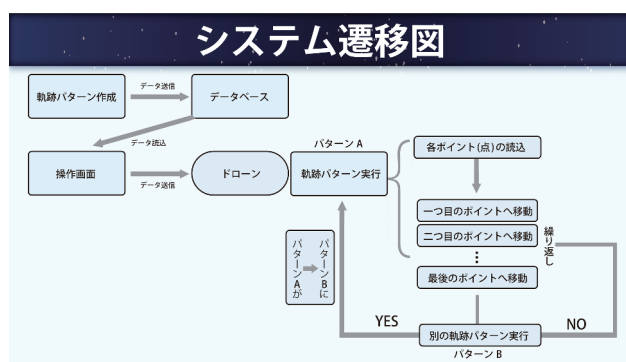 システム遷移図
軌跡パターン作成
データ送信
データベース
データ読込
操作画面
データ送信
ドローン
パターン A
軌跡パターン実行
各ポイント(点)の読込
一つ目のポイントへ移動
二つ目のポイントへ移動
⋮
最後のポイントへ移動
繰り返し
パターンAが
パターンBに
YES
別の軌跡パターン実行
NO
パターン B